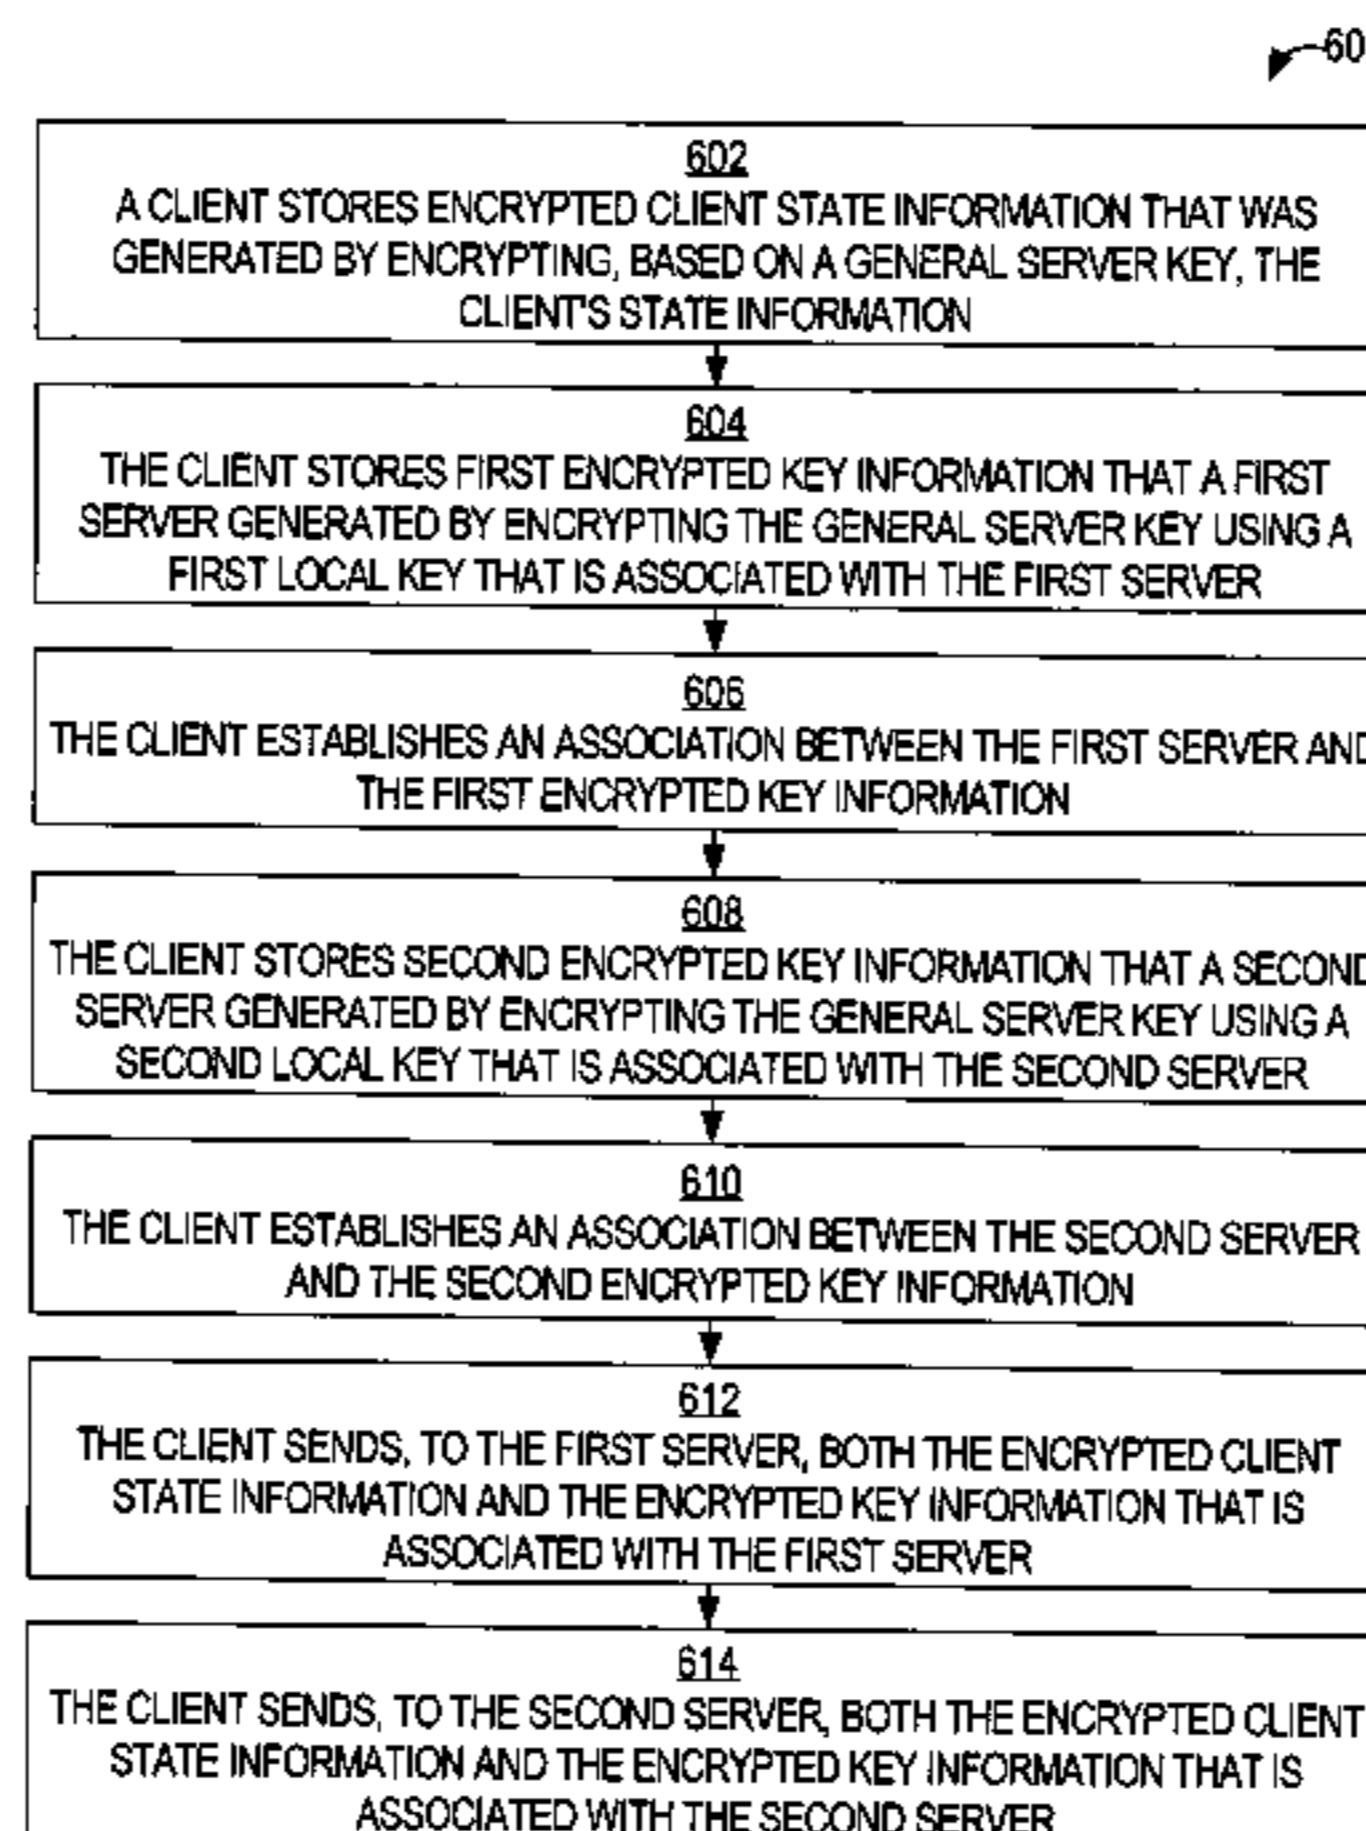 60
602
A CLIENT STORES ENCRYPTED CLIENT STATE INFORMATION THAT WAS
GENERATED BY ENCRYPTING, BASED ON A GENERAL SERVER KEY, THE
CLIENT'S STATE INFORMATION
604
THE CLIENT STORES FIRST ENCRYPTED KEY INFORMATION THAT A FIRST
SERVER GENERATED BY ENCRYPTING THE GENERAL SERVER KEY USING A
FIRST LOCAL KEY THAT IS ASSOCIATED WITH THE FIRST SERVER
606
THE CLIENT ESTABLISHES AN ASSOCIATION BETWEEN THE FIRST SERVER AND
THE FIRST ENCRYPTED KEY INFORMATION
608
THE CLIENT STORES SECOND ENCRYPTED KEY INFORMATION THAT A SECOND
SERVER GENERATED BY ENCRYPTING THE GENERAL SERVER KEY USING A
SECOND LOCAL KEY THAT IS ASSOCIATED WITH THE SECOND SERVER
610
THE CLIENT ESTABLISHES AN ASSOCIATION BETWEEN THE SECOND SERVER
AND THE SECOND ENCRYPTED KEY INFORMATION
612
THE CLIENT SENDS, TO THE FIRST SERVER, BOTH THE ENCRYPTED CLIENT
STATE INFORMATION AND THE ENCRYPTED KEY INFORMATION THAT IS
ASSOCIATED WITH THE FIRST SERVER
614
THE CLIENT SENDS, TO THE SECOND SERVER, BOTH THE ENCRYPTED CLIENT
STATE INFORMATION AND THE ENCRYPTED KEY INFORMATION THAT IS
ASSOCIATED WITH THE SECOND SERVER